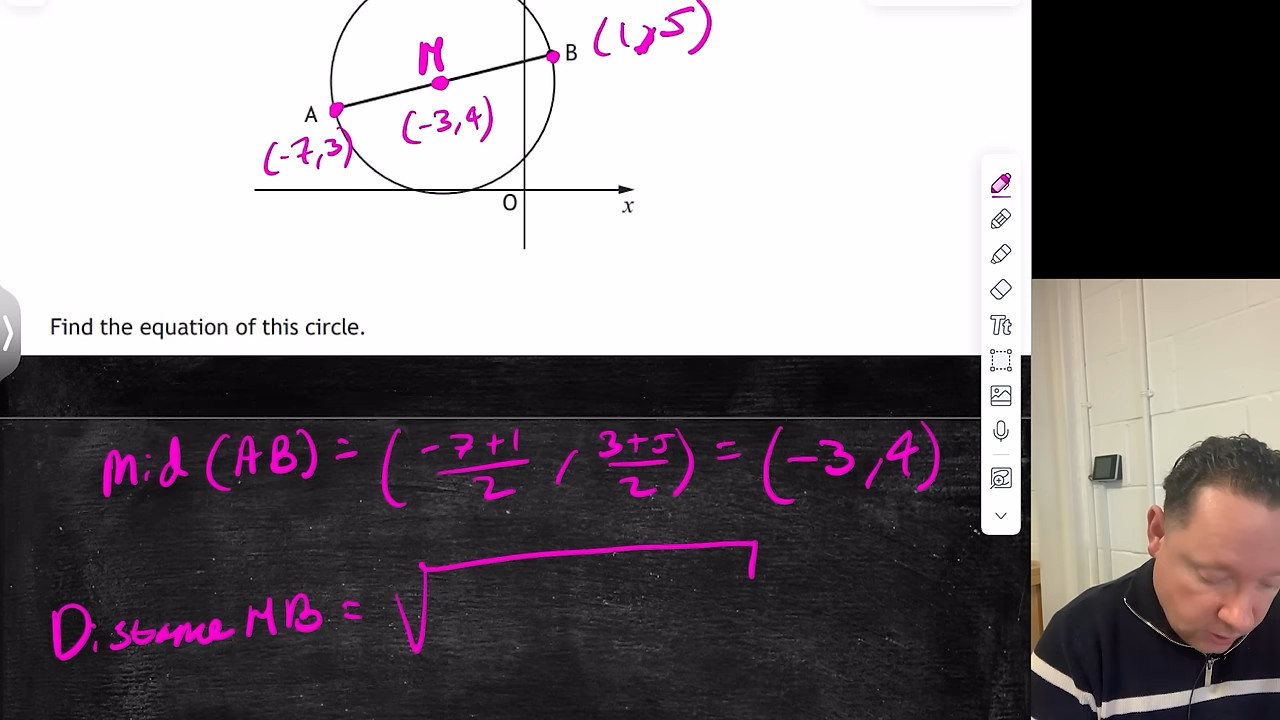 M
B (1,5)
A
(-3,4)
(-7,3)
O
x
Tt
Find the equation of this circle.
Mid (AB) = ( -7+1 / 2 , 3+5 / 2 ) = (-3,4)
Distance MB = √